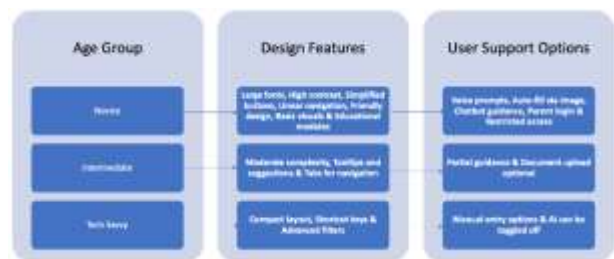 Age Group
Design Features
User Support Options
Novice
Large fonts, High contrast, Simplified
buttons, Linear navigation, Friendly
design, Basic visuals & Educational
modules
Voice prompts, Auto-fill via image,
Chatbot guidance, Parent login &
Restricted access
Intermediate
Moderate complexity, Tooltips and
suggestions & Tabs for navigation
Partial guidance & Document upload
optional
Tech Savvy
Compact layout, Shortcut keys &
Advanced filters
Manual entry options & AI can be
toggled off